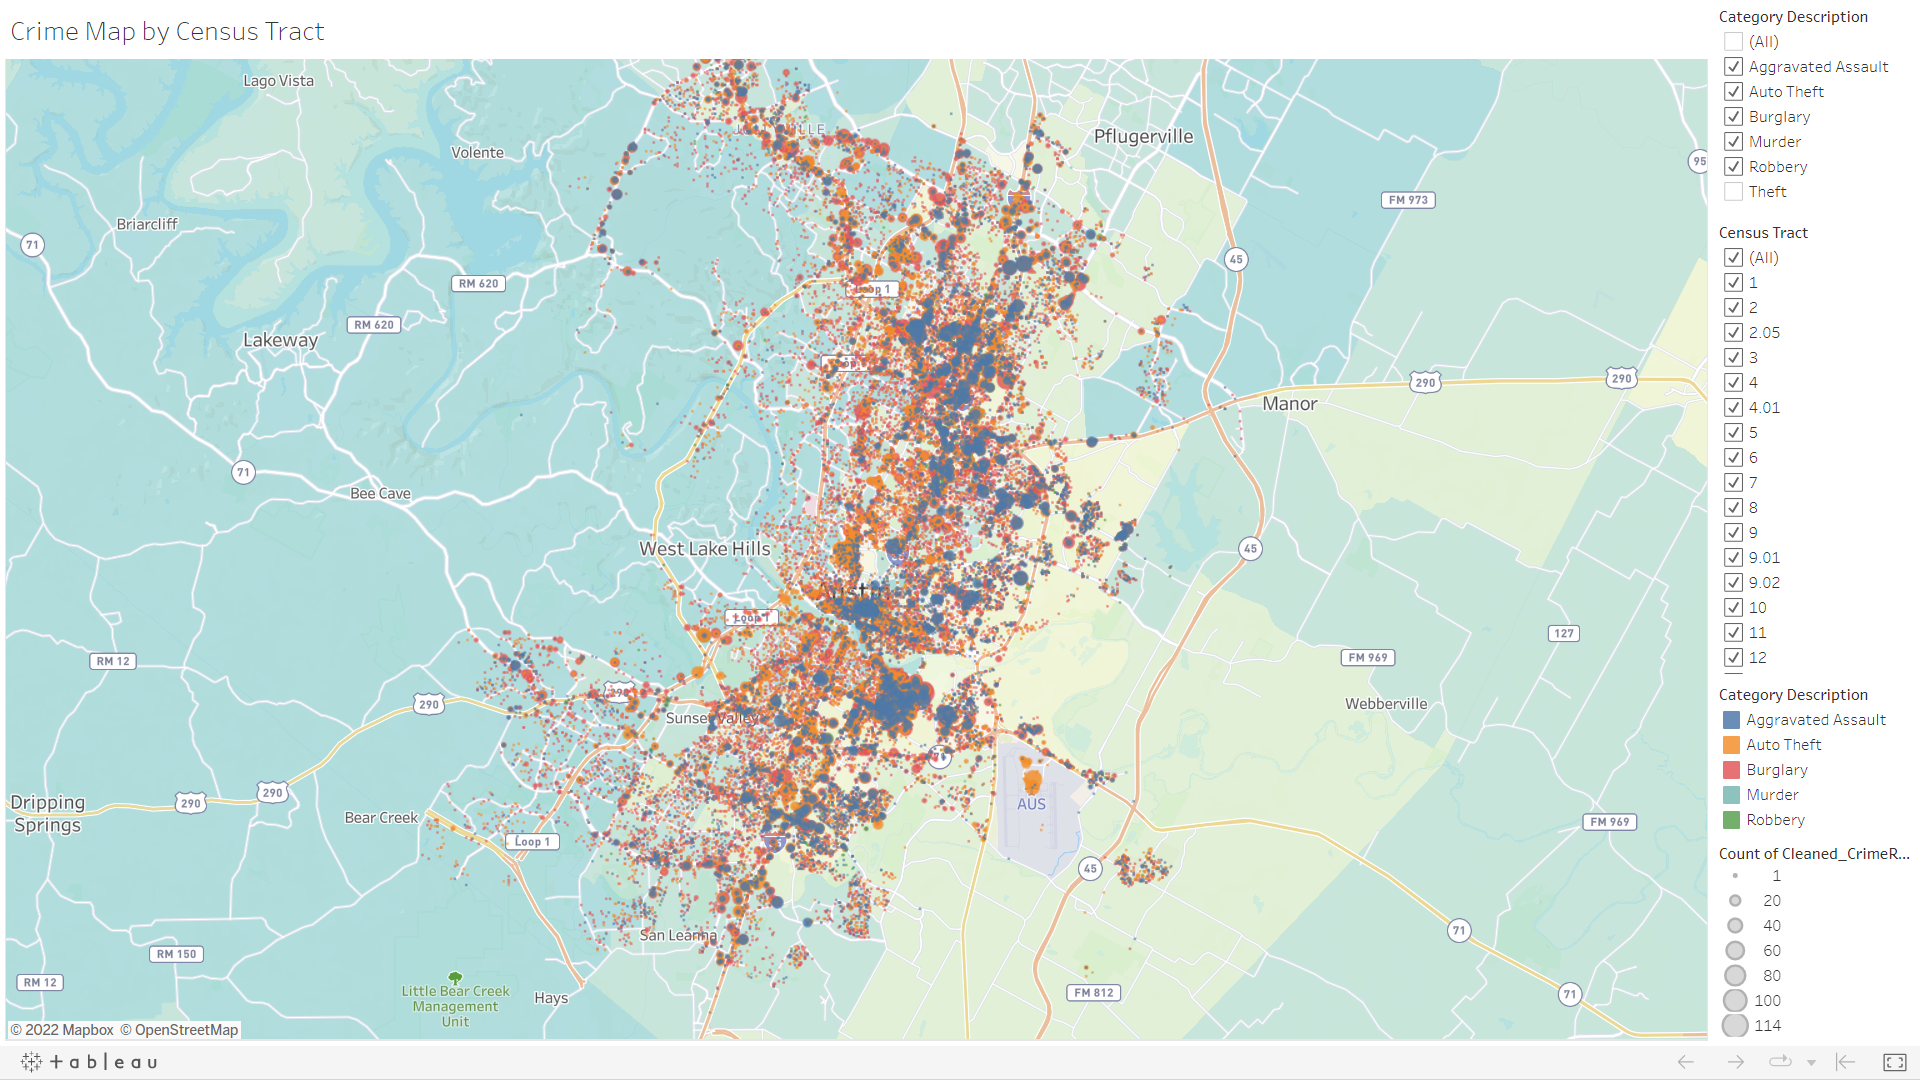 Crime Map by Census Tract
Lago Vista
Volente
Pflugerville
95
Briarcliff
FM 973
71
45
RM 620
Loop 1
RM 620
Lakeway
290
290
Manor
71
Bee Cave
West Lake Hills
45
Loop 1
127
RM 12
FM 969
290
290
Sunset Valley
Webberville
290
290
Dripping
Springs
AUS
Bear Creek
FM 969
Loop 1
45
71
San Leanna
RM 150
RM 12
Little Bear Creek
Management
Unit
Hays
FM 812
71
© 2022 Mapbox © OpenStreetMap
Category Description
(All)
Aggravated Assault
Auto Theft
Burglary
Murder
Robbery
Theft
Census Tract
(All)
1
2
2.05
3
4
4.01
5
6
7
8
9
9.01
9.02
10
11
12
Category Description
Aggravated Assault
Auto Theft
Burglary
Murder
Robbery
Count of Cleaned_CrimeR...
1
20
40
60
80
100
114
+ a b l e a u